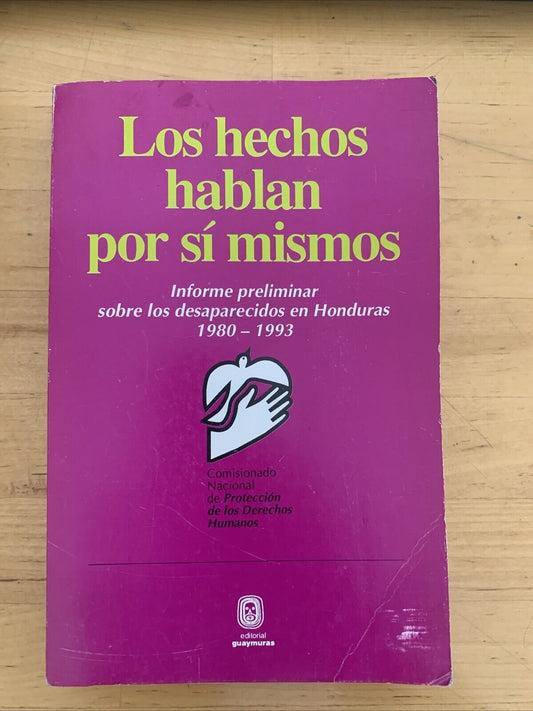 Los hechos
hablan
por sí mismos
Informe preliminar
sobre los desaparecidos en Honduras
1980 – 1993
Comisionado
Nacional
de Protección
de los Derechos
Humanos
editorial
guaymuras